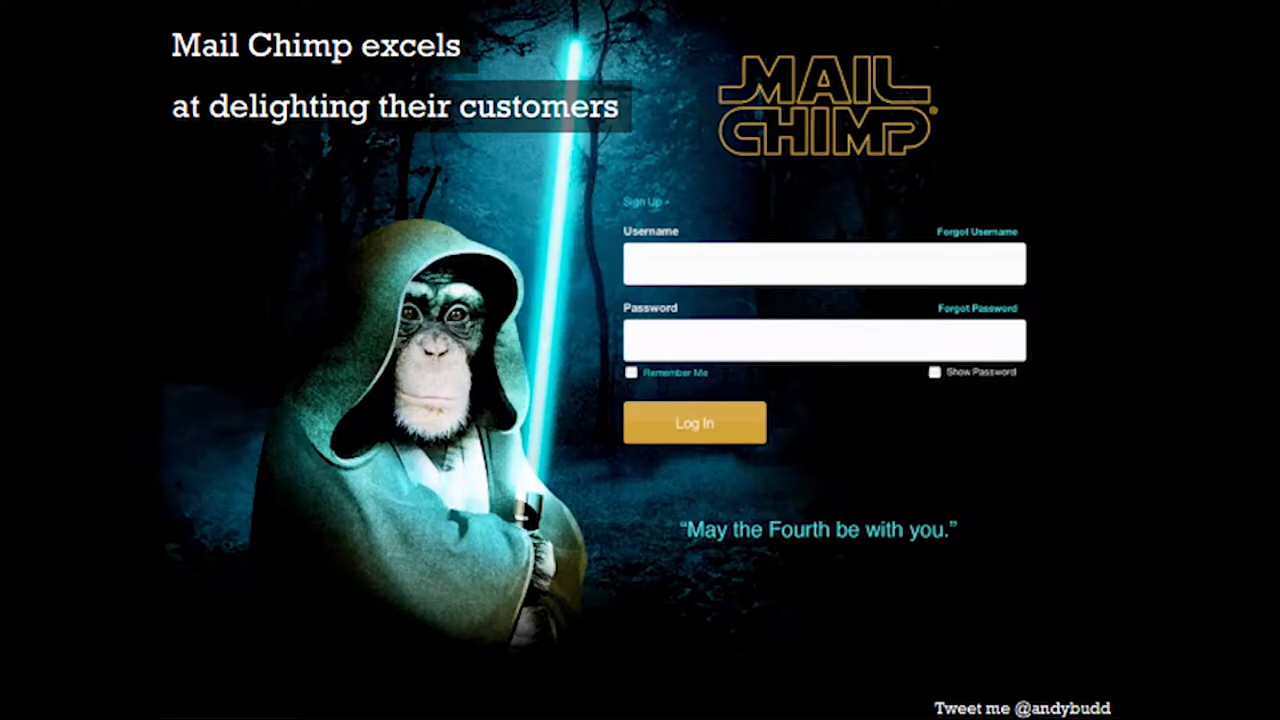 Mail Chimp excels
at delighting their customers
MAIL
CHIMP®
Sign Up »
Username
Forgot Username
Password
Forgot Password
Remember Me
Show Password
Log In
“May the Fourth be with you.”
Tweet me @andybudd